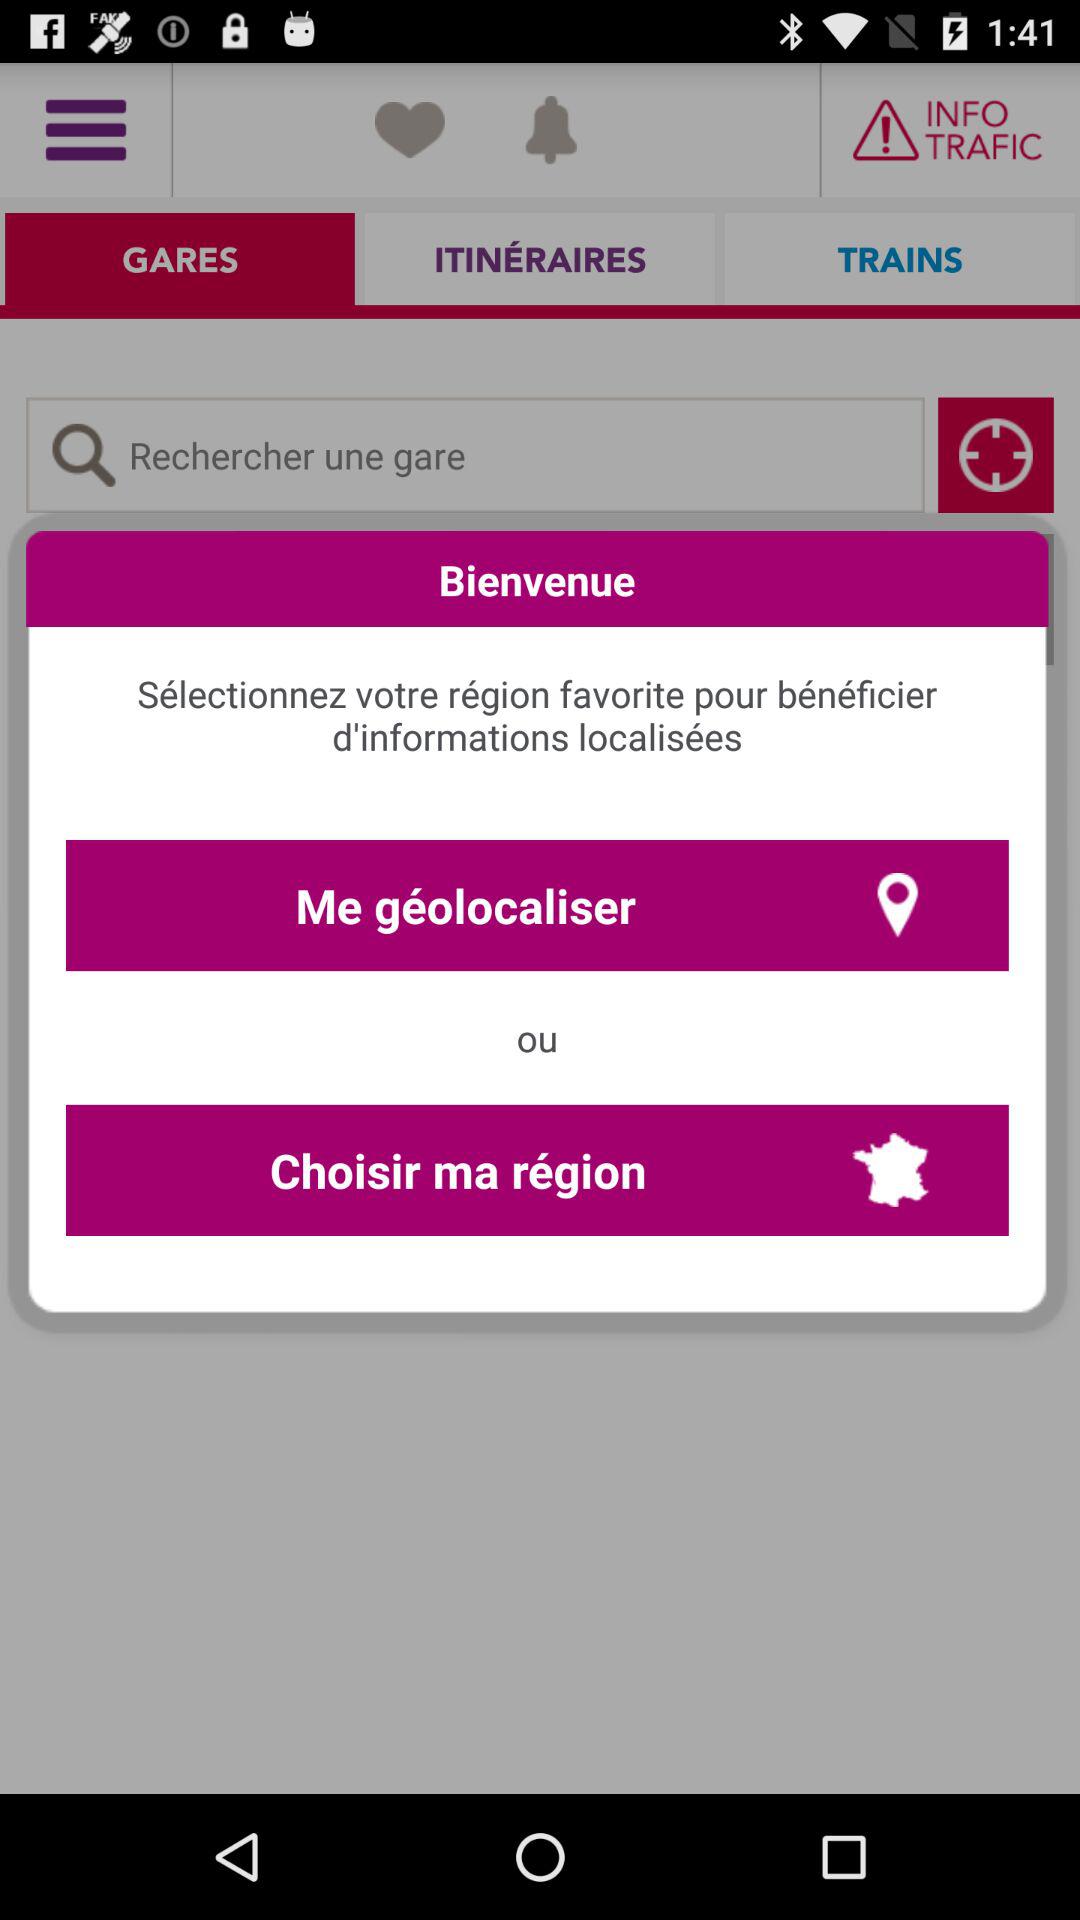 FAK
1:41
INFO
TRAFIC
GARES ITINÉRAIRES TRAINS
Rechercher une gare
Bienvenue
Sélectionnez votre région favorite pour bénéficier
d'informations localisées
Me géolocaliser
ou
Choisir ma région